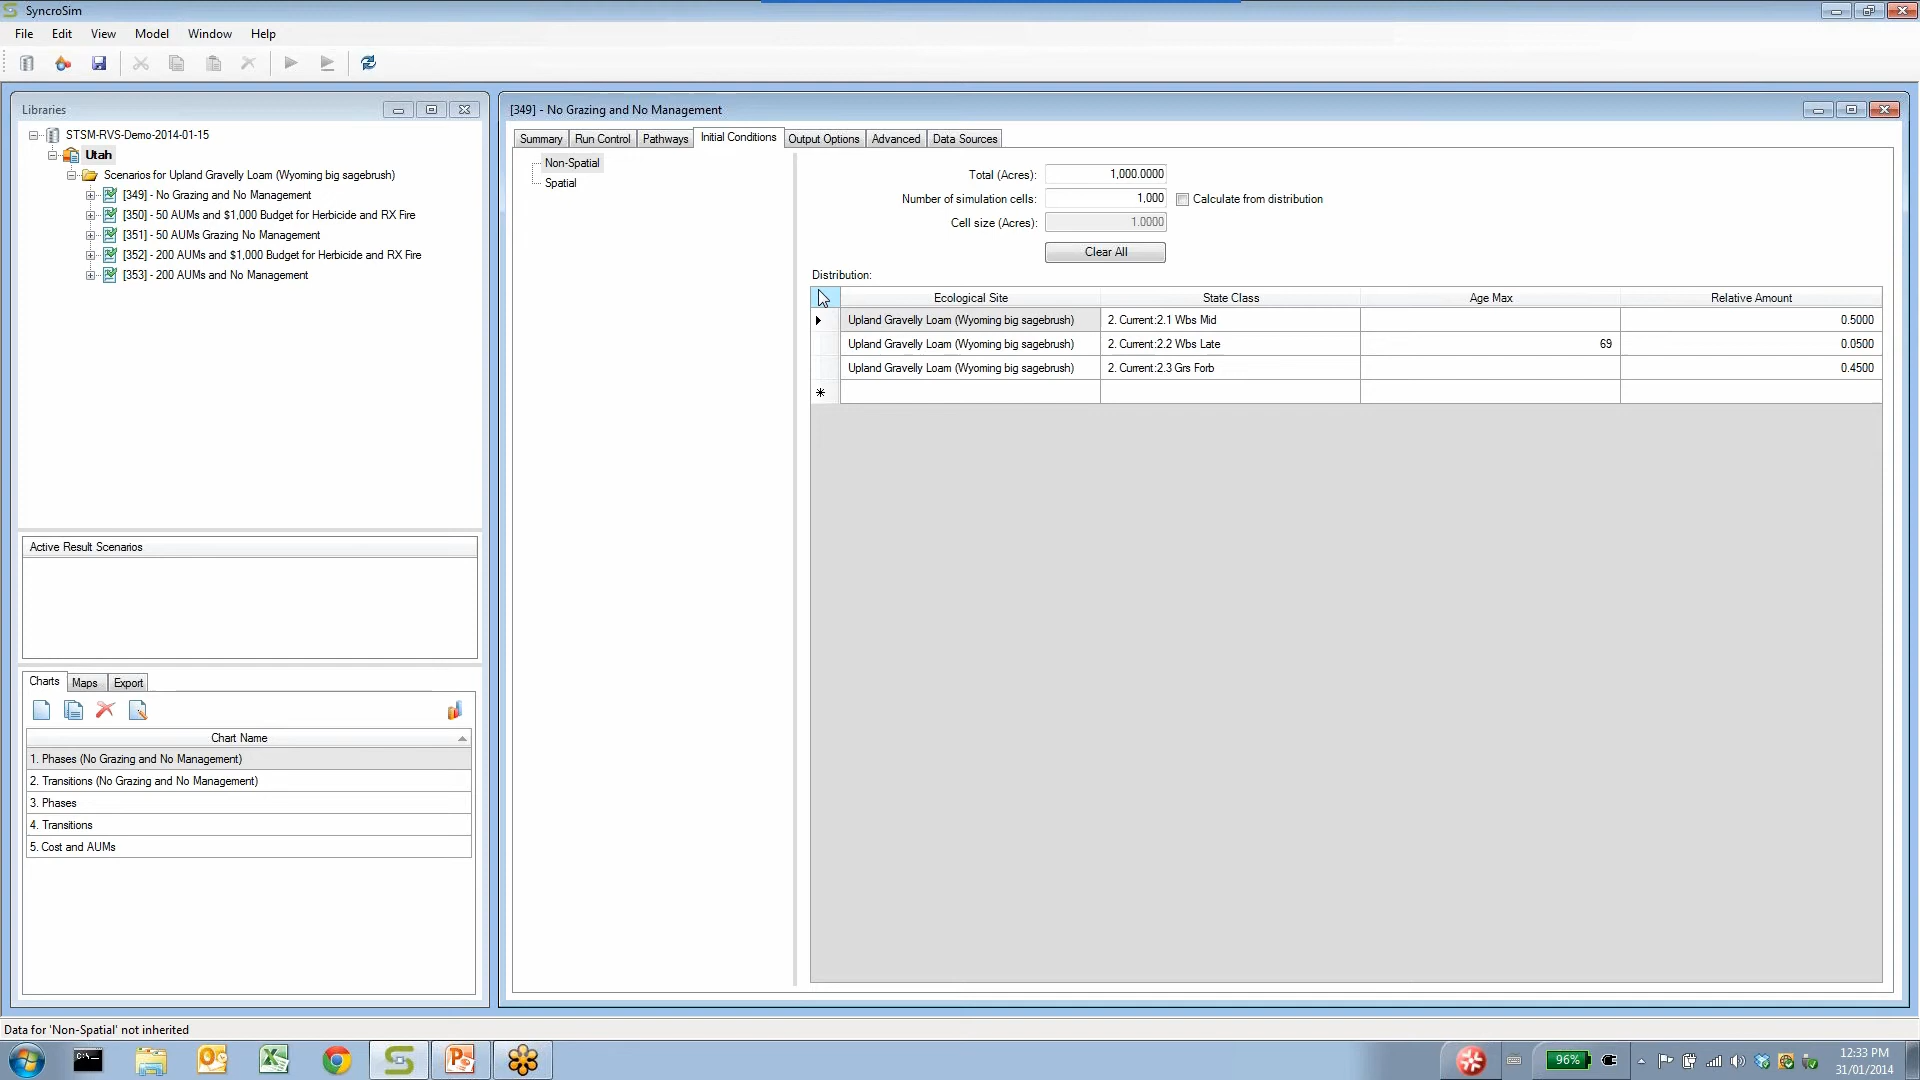 SyncroSim
File Edit View Model Window Help
Libraries
STSM-RVS-Demo-2014-01-15
Utah
Scenarios for Upland Gravelly Loam (Wyoming big sagebrush)
[349] - No Grazing and No Management
[350] - 50 AUMs and $1,000 Budget for Herbicide and RX Fire
[351] - 50 AUMs Grazing No Management
[352] - 200 AUMs and $1,000 Budget for Herbicide and RX Fire
[353] - 200 AUMs and No Management
Active Result Scenarios
Charts Maps Export
Chart Name
1. Phases (No Grazing and No Management)
2. Transitions (No Grazing and No Management)
3. Phases
4. Transitions
5. Cost and AUMs
[349] - No Grazing and No Management
Summary Run Control Pathways Initial Conditions Output Options Advanced Data Sources
Non-Spatial
Spatial
Total (Acres): 1,000.0000
Number of simulation cells: 1,000 Calculate from distribution
Cell size (Acres): 1.0000
Clear All
Distribution:
Ecological Site State Class Age Max Relative Amount
Upland Gravelly Loam (Wyoming big sagebrush) 2. Current:2.1 Wbs Mid 0.5000
Upland Gravelly Loam (Wyoming big sagebrush) 2. Current:2.2 Wbs Late 69 0.0500
Upland Gravelly Loam (Wyoming big sagebrush) 2. Current:2.3 Grs Forb 0.4500
Data for 'Non-Spatial' not inherited
96%
12:33 PM
31/01/2014